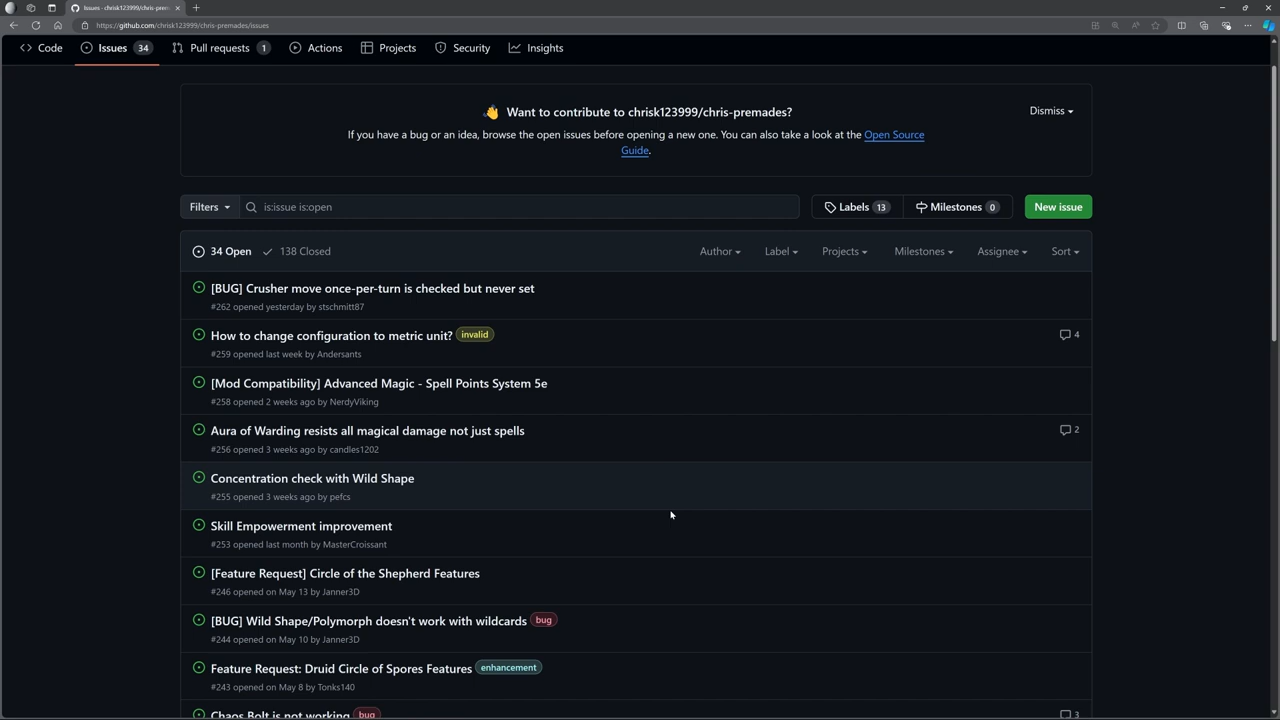 Issues · chrisk123999/chris-prem
https://github.com/chrisk123999/chris-premades/issues
Code
Issues 34
Pull requests 1
Actions
Projects
Security
Insights
Want to contribute to chrisk123999/chris-premades?
Dismiss
If you have a bug or an idea, browse the open issues before opening a new one. You can also take a look at the Open Source
Guide.
Filters
is:issue is:open
Labels 13
Milestones 0
New issue
34 Open
138 Closed
Author
Label
Projects
Milestones
Assignee
Sort
[BUG] Crusher move once-per-turn is checked but never set
#262 opened yesterday by stschmitt87
How to change configuration to metric unit? invalid
4
#259 opened last week by Andersants
[Mod Compatibility] Advanced Magic - Spell Points System 5e
#258 opened 2 weeks ago by NerdyViking
Aura of Warding resists all magical damage not just spells
2
#256 opened 3 weeks ago by candles1202
Concentration check with Wild Shape
#255 opened 3 weeks ago by pefcs
Skill Empowerment improvement
#253 opened last month by MasterCroissant
[Feature Request] Circle of the Shepherd Features
#246 opened on May 13 by Janner3D
[BUG] Wild Shape/Polymorph doesn't work with wildcards bug
#244 opened on May 10 by Janner3D
Feature Request: Druid Circle of Spores Features enhancement
#243 opened on May 8 by Tonks140
Chaos Bolt is not working bug
3